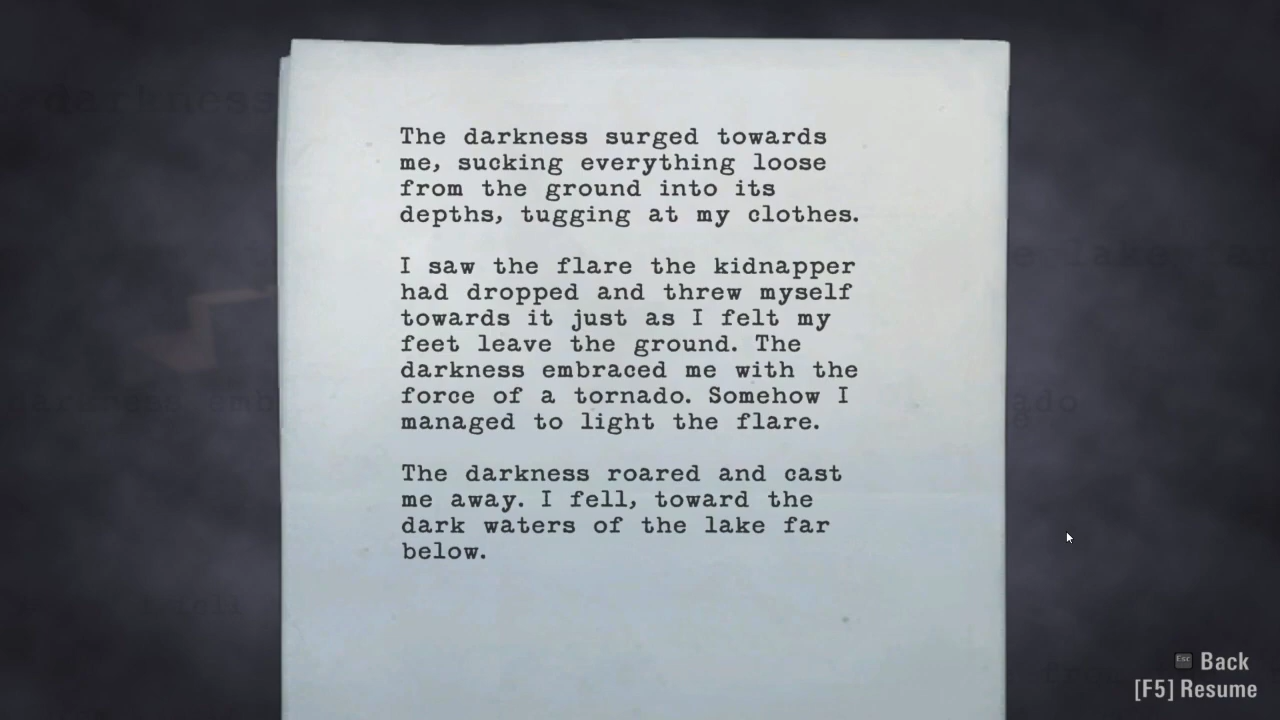 The darkness surged towards
me, sucking everything loose
from the ground into its
depths, tugging at my clothes.
I saw the flare the kidnapper
had dropped and threw myself
towards it just as I felt my
feet leave the ground. The
darkness embraced me with the
force of a tornado. Somehow I
managed to light the flare.
The darkness roared and cast
me away. I fell, toward the
dark waters of the lake far
below.
Esc Back
[F5] Resume